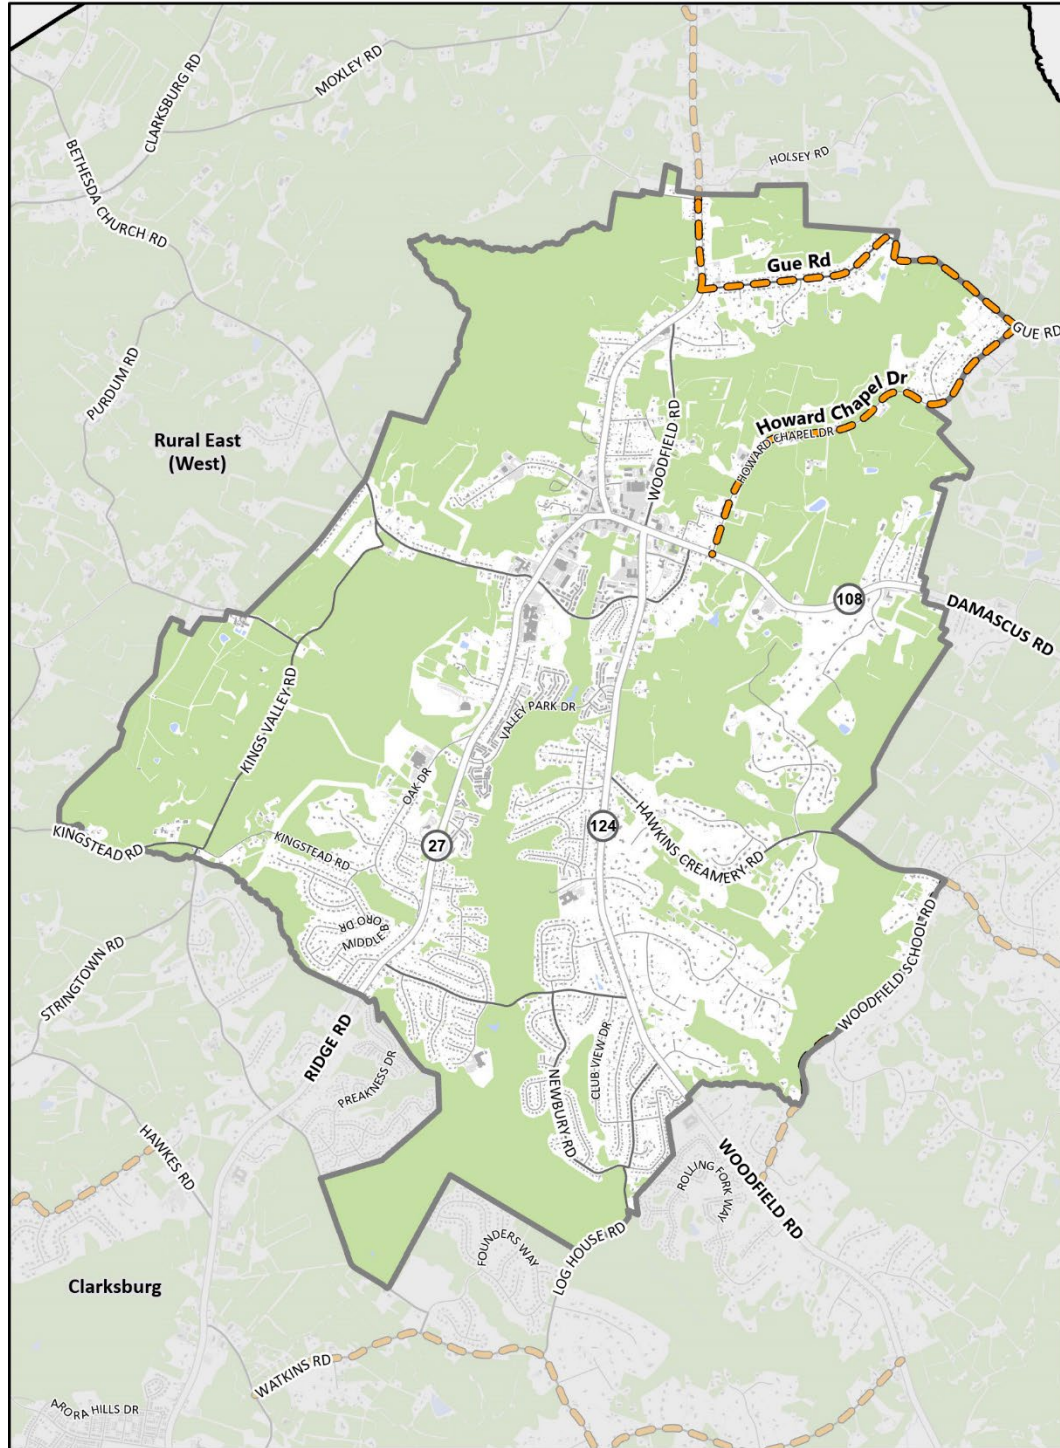 CLARKSBURG RD
MOXLEY RD
BETHESDA CHURCH RD
HOLSEY RD
Gue Rd
GUE RD
PURDUM RD
Howard Chapel Dr
HOWARD CHAPEL DR
WOODFIELD RD
Rural East
(West)
108
DAMASCUS RD
KINGS VALLEY RD
VALLEY PARK DR
OAK DR
124
27
HAWKINS CREAMERY RD
KINGSTEAD RD
KINGSTEAD RD
MIDDLEBORO DR
WOODFIELD SCHOOL RD
STRINGTOWN RD
RIDGE RD
PREAKNESS DR
CLUB VIEW DR
NEWBURY RD
HAWKES RD
WOODFIELD RD
ROLLING FORK WAY
FOUNDERS WAY
LOG HOUSE RD
Clarksburg
WATKINS RD
ARORA HILLS DR